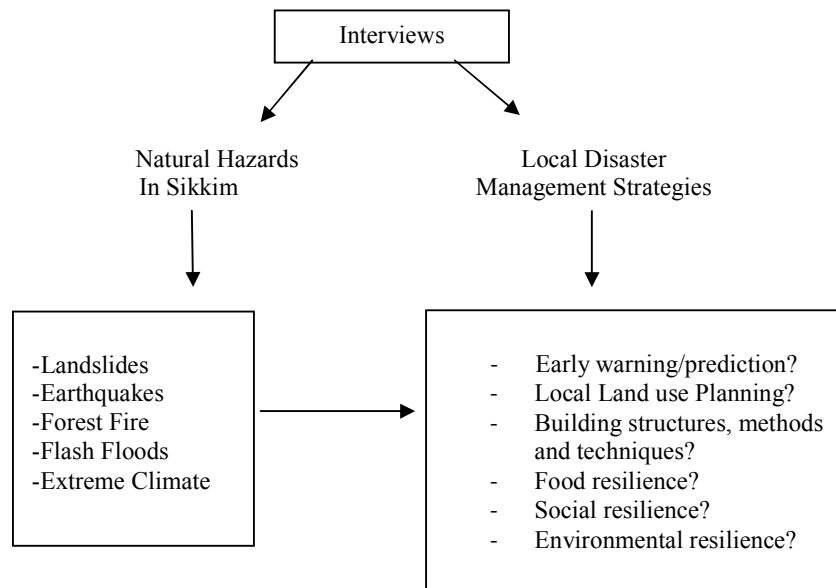 Interviews
Natural Hazards
In Sikkim
Local Disaster
Management Strategies
-Landslides
-Earthquakes
-Forest Fire
-Flash Floods
-Extreme Climate
- Early warning/prediction?
- Local Land use Planning?
- Building structures, methods
and techniques?
- Food resilience?
- Social resilience?
- Environmental resilience?